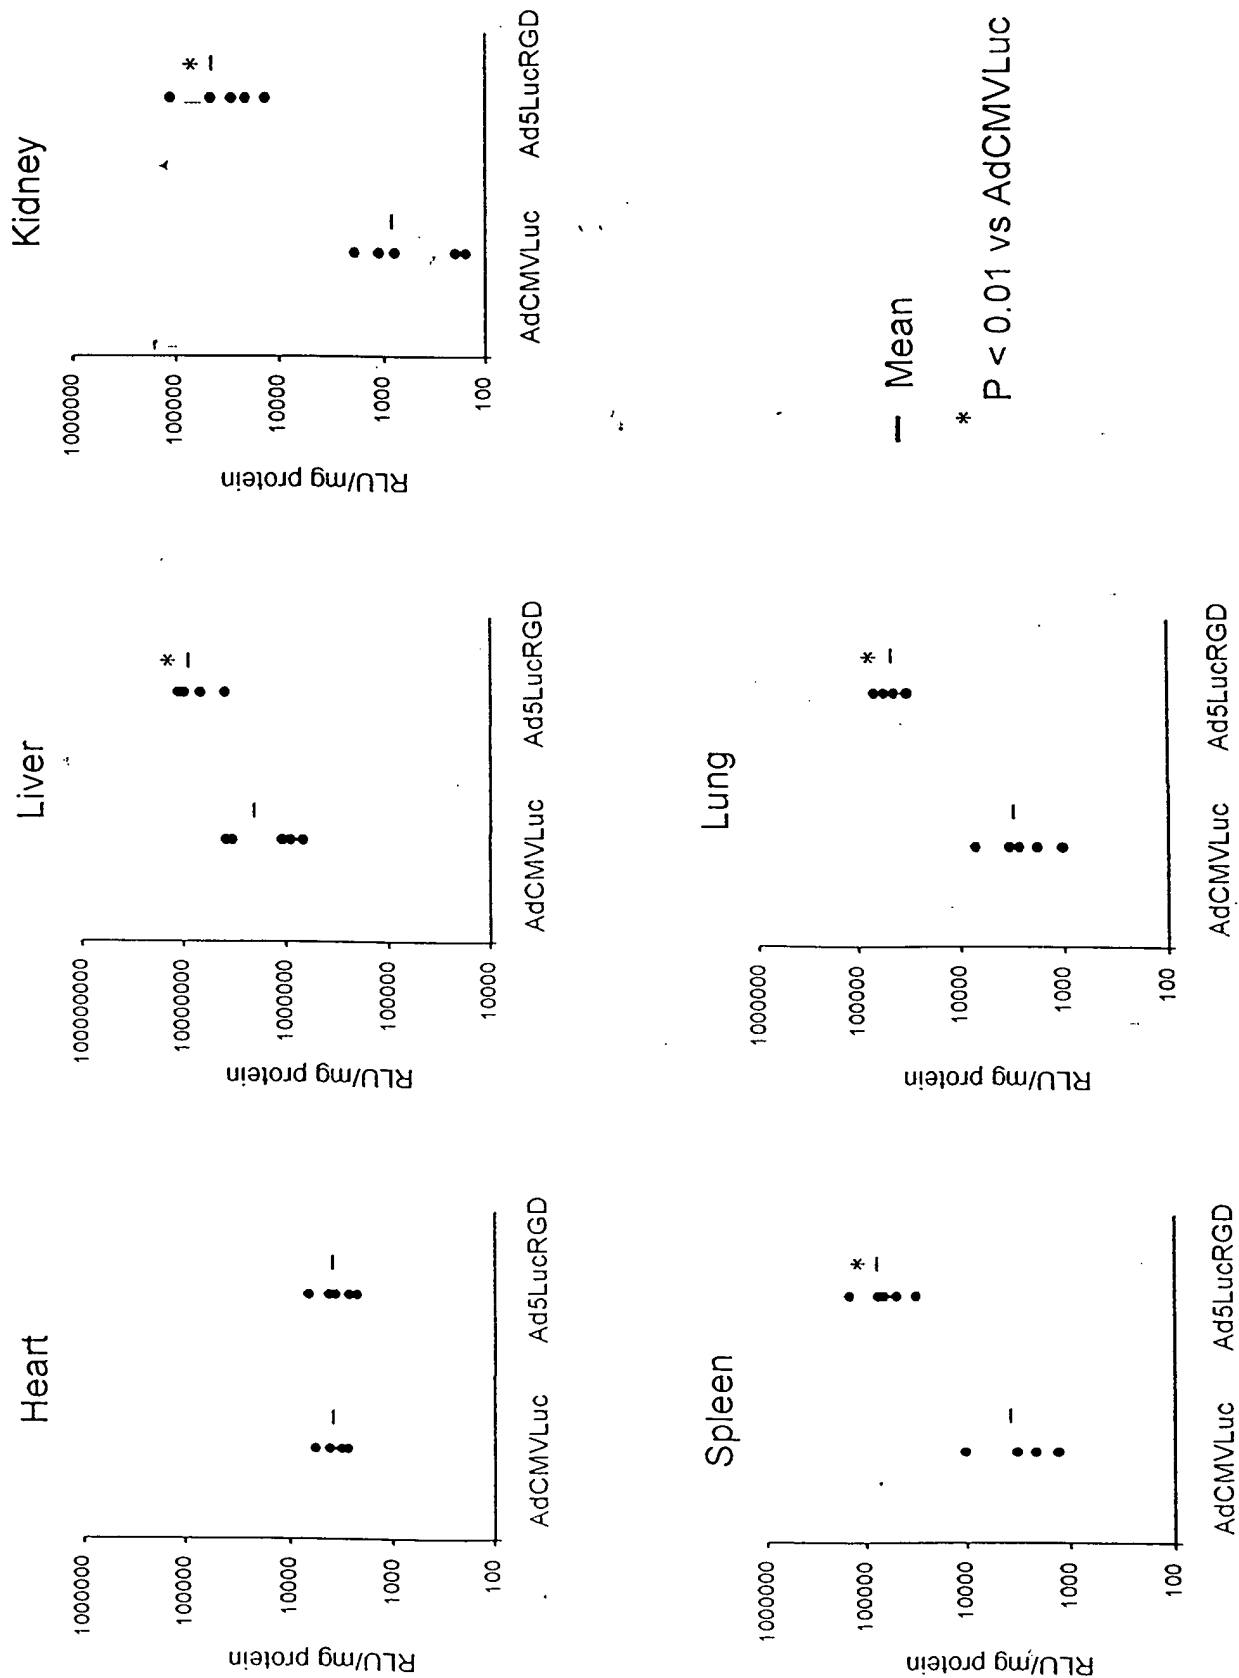 Heart
RLU/mg protein
1000000
100000
10000
1000
100
AdCMVLuc
Ad5LucRGD
Liver
RLU/mg protein
100000000
10000000
1000000
100000
10000
AdCMVLuc
*
Ad5LucRGD
Kidney
RLU/mg protein
1000000
100000
10000
1000
100
AdCMVLuc
*
Ad5LucRGD
Spleen
RLU/mg protein
1000000
100000
10000
1000
100
AdCMVLuc
*
Ad5LucRGD
Lung
RLU/mg protein
1000000
100000
10000
1000
100
AdCMVLuc
*
Ad5LucRGD
– Mean
* P < 0.01 vs AdCMVLuc